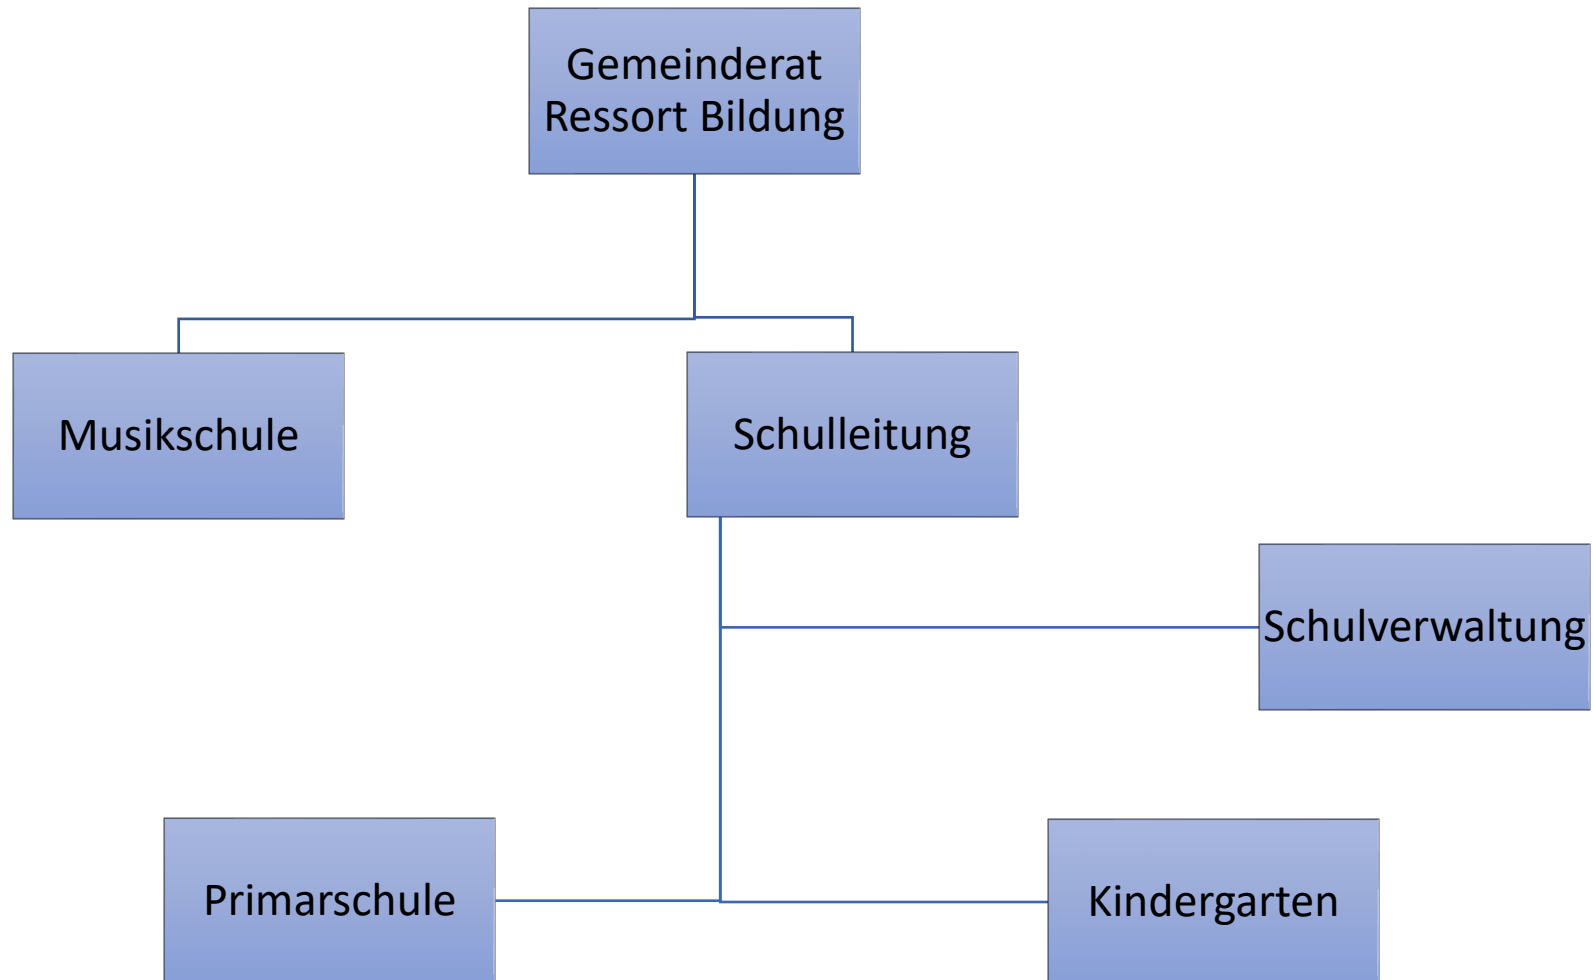 Gemeinderat
Ressort Bildung
Musikschule
Schulleitung
Schulverwaltung
Primarschule
Kindergarten